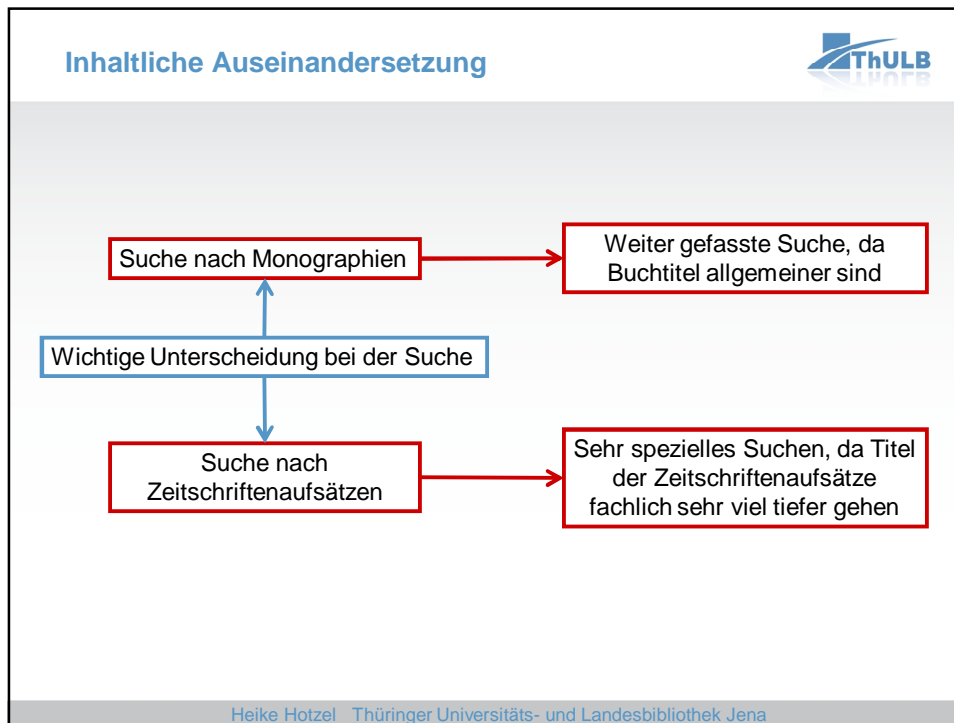 Inhaltliche Auseinandersetzung
ThULB
Suche nach Monographien
Weiter gefasste Suche, da
Buchtitel allgemeiner sind
Wichtige Unterscheidung bei der Suche
Suche nach
Zeitschriftenaufsätzen
Sehr spezielles Suchen, da Titel
der Zeitschriftenaufsätze
fachlich sehr viel tiefer gehen
Heike Hotzel Thüringer Universitäts- und Landesbibliothek Jena